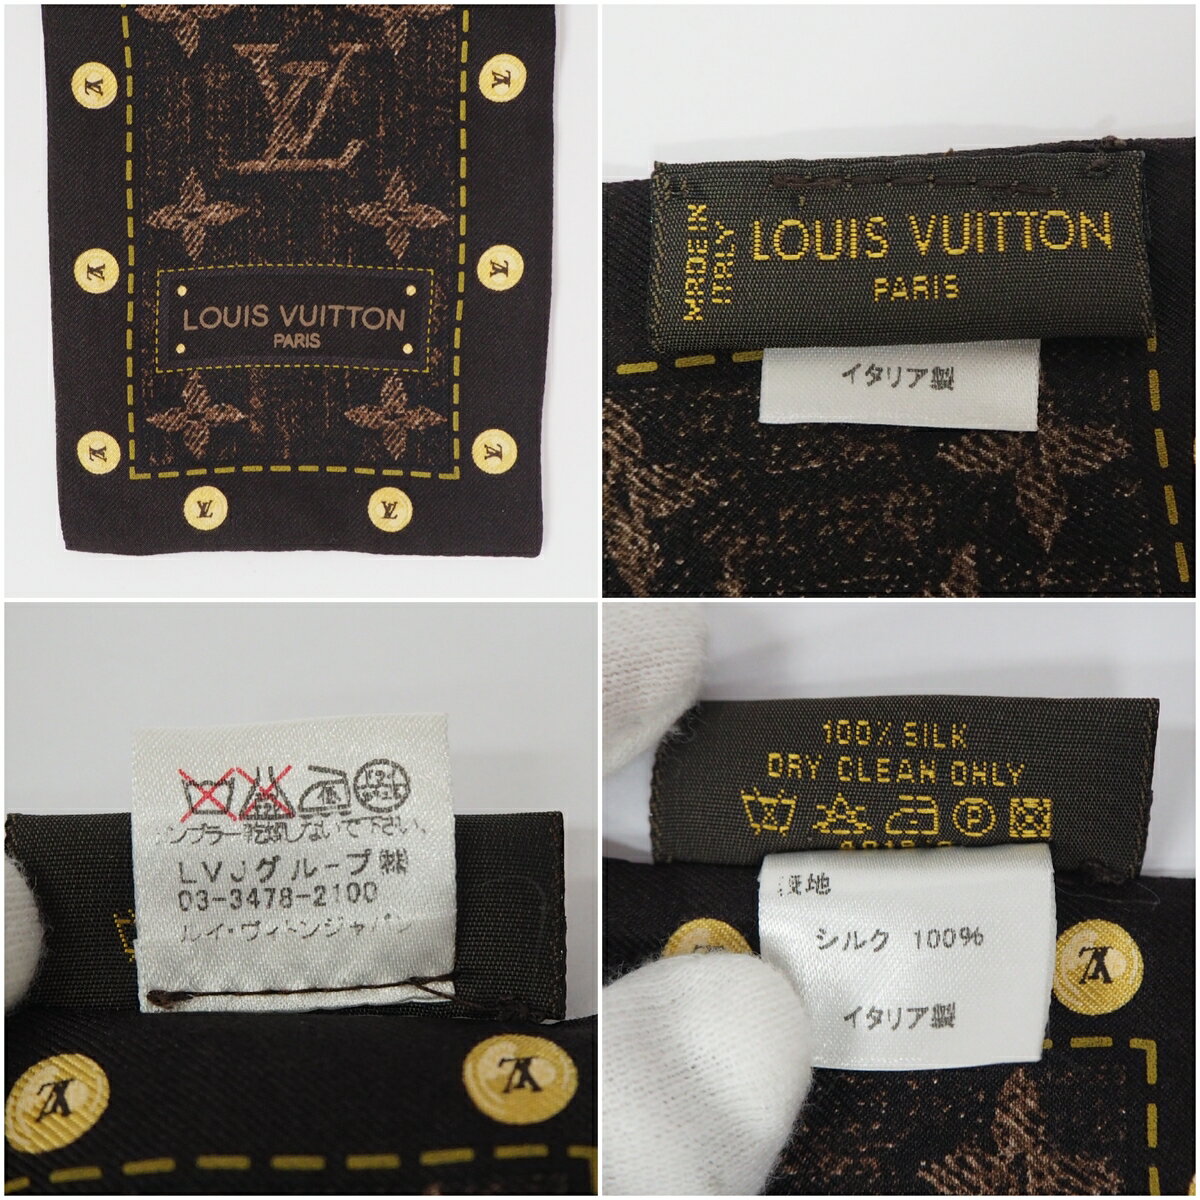 LV
LOUIS VUITTON
PARIS
MADE IN
ITALY
LOUIS VUITTON
PARIS
イタリア製
ンブラー乾燥しないで下さい。
LVJグループ㈱
03-3478-2100
ルイ・ヴィトンジャパン
100% SILK
DRY CLEAN ONLY
P
表地
シルク 100%
イタリア製